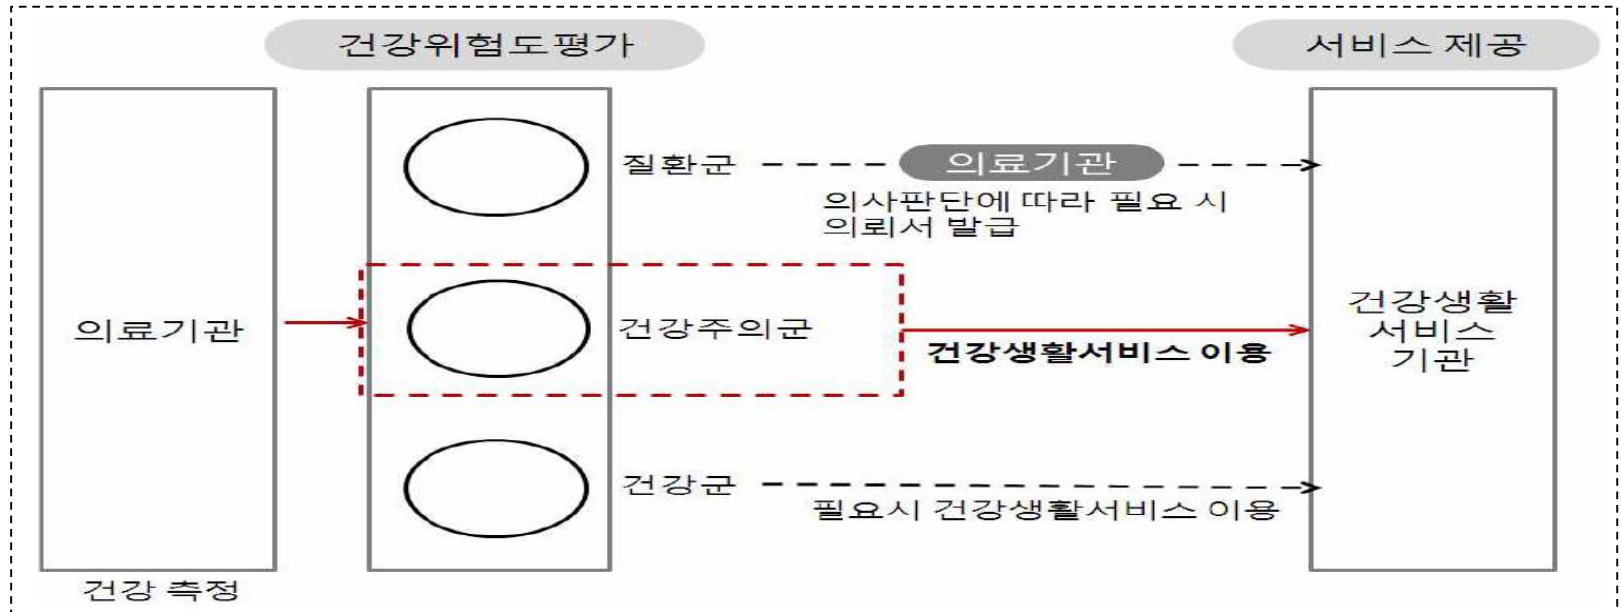 건강위험도평가
서비스 제공
질환군
의료기관
의사판단에 따라 필요 시
의뢰서 발급
의료기관
건강주의군
건강생활서비스 이용
건강생활
서비스
기관
건강군
필요시 건강생활서비스 이용
건강 측정